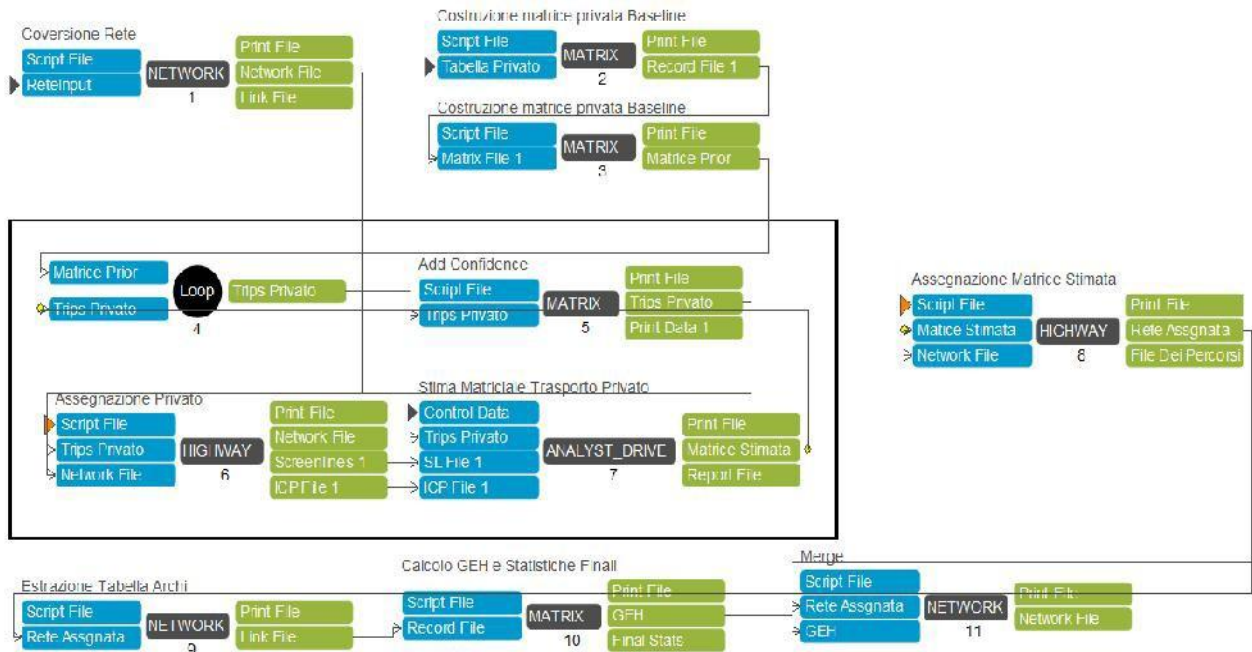 Coversione Rete
Script File
ReteInput
NETWORK
1
Print File
Network File
Link File
Costruzione matrice privata Baseline
Script File
Tabella Privato
MATRIX
2
Print File
Record File 1
Costruzione matrice privata Baseline
Script File
Matrix File 1
MATRIX
3
Print File
Matrice Prior
Matrice Prior
Trips Privato
Loop
4
Trips Privato
Add Confidence
Script File
Trips Privato
MATRIX
5
Print File
Trips Privato
Print Data 1
Assegnazione Privato
Script File
Trips Privato
Network File
HIGHWAY
6
Print File
Network File
Screenlines 1
ICP File 1
Stima Matriciale Trasporto Privato
Control Data
Trips Privato
SL File 1
ICP File 1
ANALYST_DRIVE
7
Print File
Matrice Stimata
Report File
Assegnazione Matrice Stimata
Script File
Matice Stimata
Network File
HIGHWAY
8
Print File
Rete Assgnata
File Dei Percorsi
Estrazione Tabella Archi
Script File
Rete Assgnata
NETWORK
9
Print File
Link File
Calcolo GEH e Statistiche Finali
Script File
Record File
MATRIX
10
Print File
GEH
Final Stats
Merge
Script File
Rete Assgnata
GEH
NETWORK
11
Print File
Network File